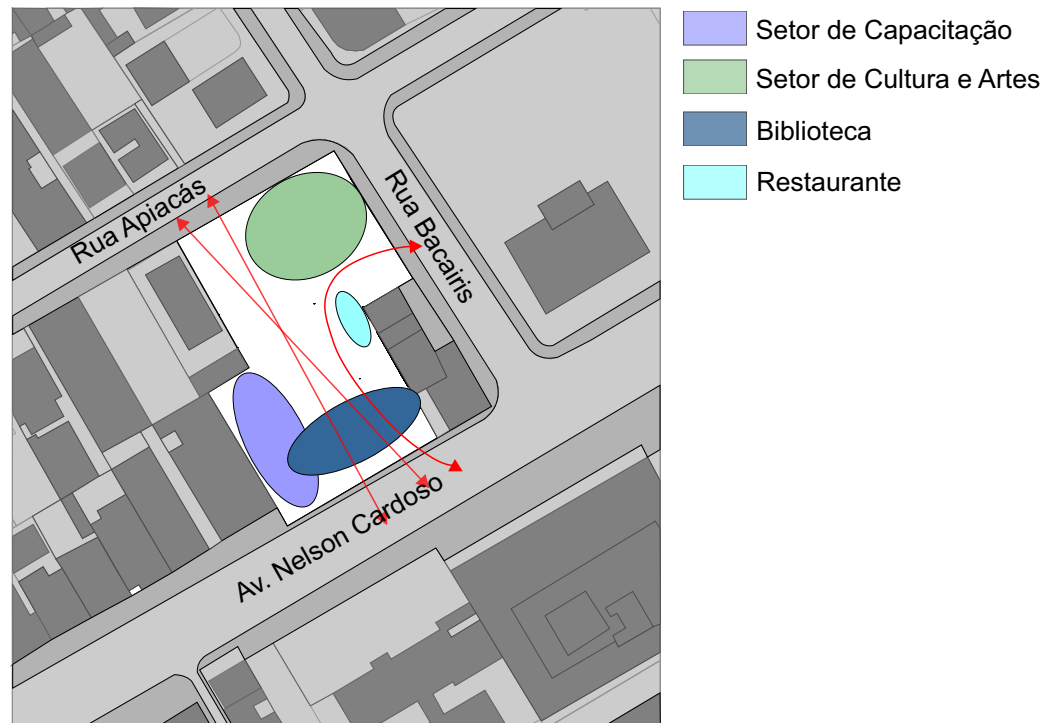 Setor de Capacitação
Setor de Cultura e Artes
Biblioteca
Restaurante
Rua Apiacás
Rua Bacairis
Av. Nelson Cardoso